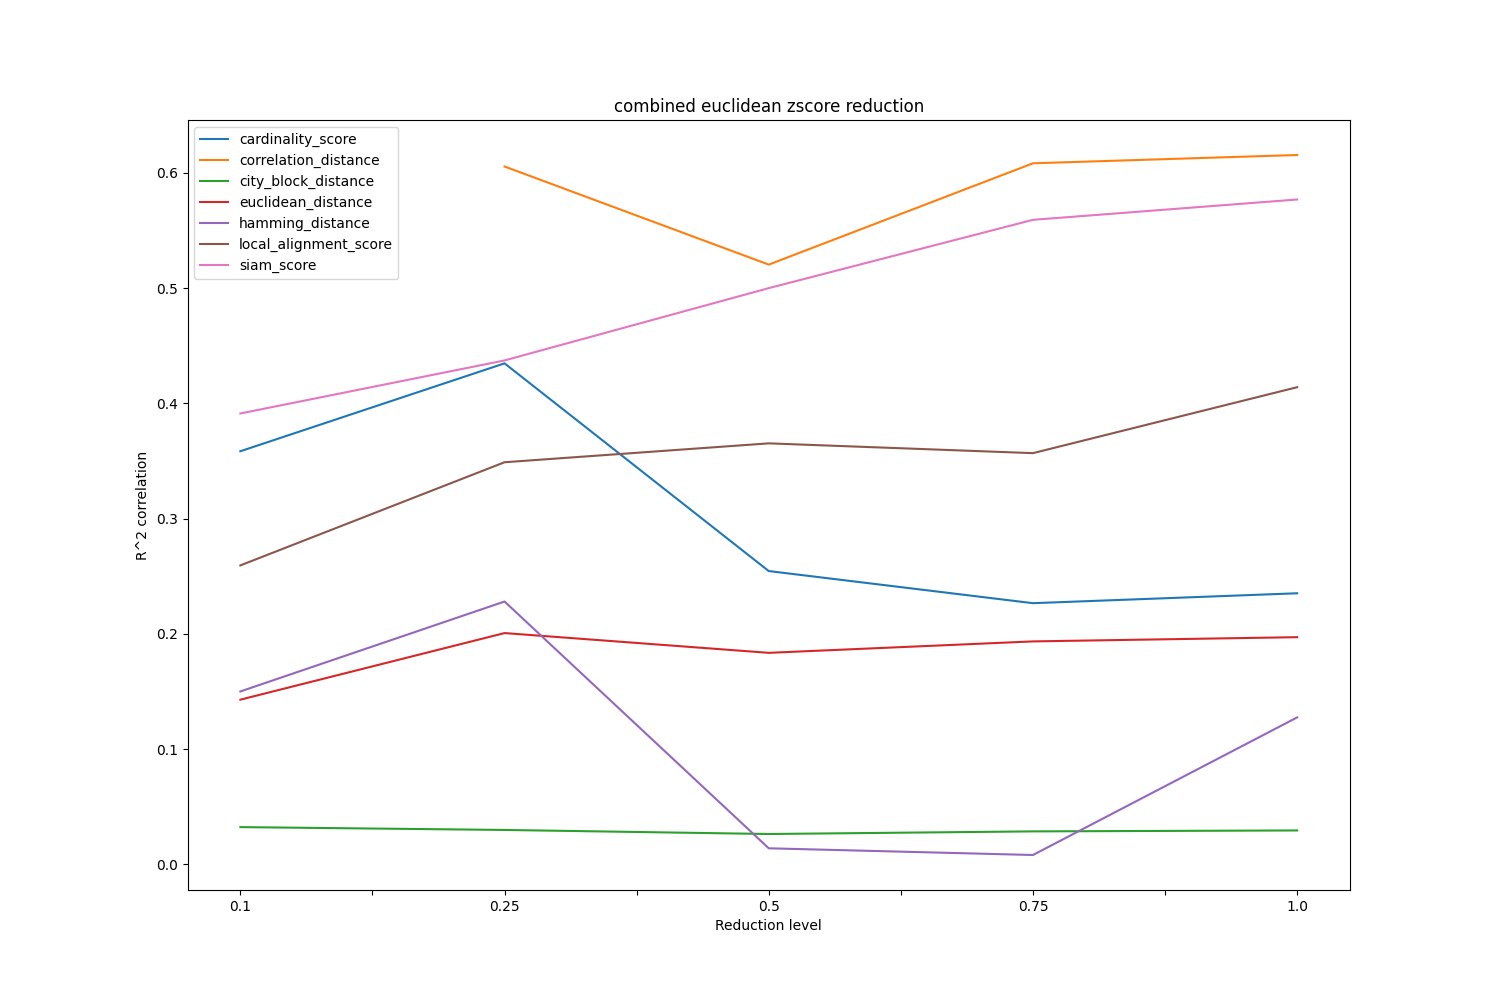 combined euclidean zscore reduction
cardinality_score
correlation_distance
city_block_distance
euclidean_distance
hamming_distance
local_alignment_score
siam_score
0.6
0.5
0.4
0.3
0.2
0.1
0.0
R^2 correlation
0.1 0.25 0.5 0.75 1.0
Reduction level